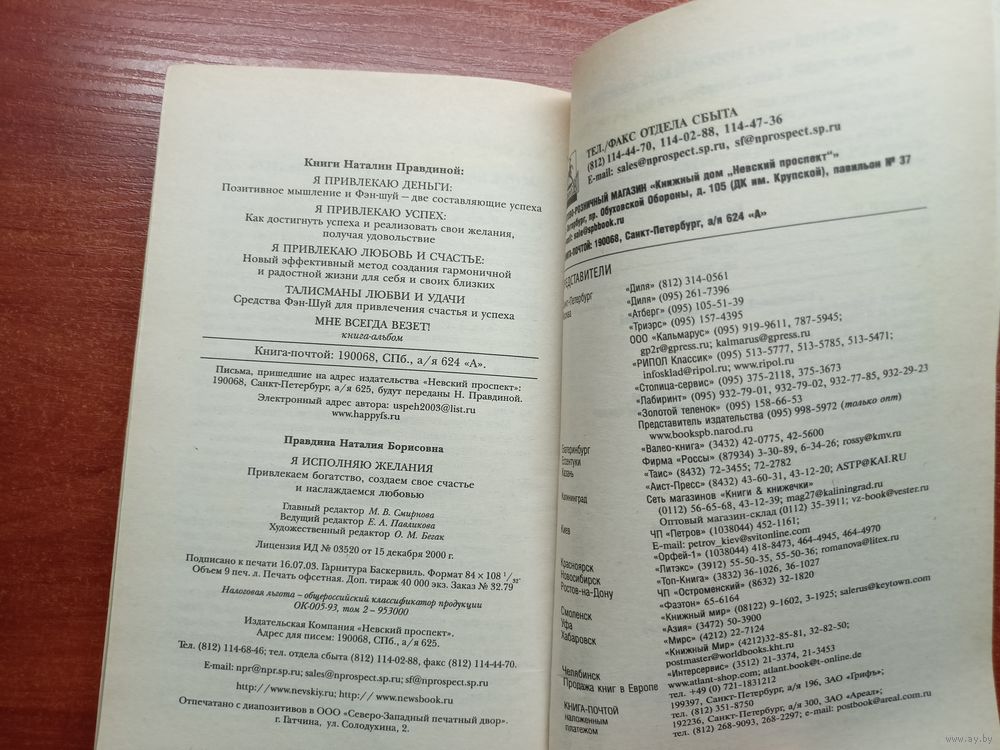 Книги Наталии Правдиной:
Я ПРИВЛЕКАЮ ДЕНЬГИ:
Позитивное мышление и Фэн-шуй — две составляющие успеха
Я ПРИВЛЕКАЮ УСПЕХ:
Как достигнуть успеха и реализовать свои желания,
получая удовольствие
Я ПРИВЛЕКАЮ ЛЮБОВЬ И СЧАСТЬЕ:
Новый эффективный метод создания гармоничной
и радостной жизни для себя и своих близких
ТАЛИСМАНЫ ЛЮБВИ И УДАЧИ
Средства Фэн-Шуй для привлечения счастья и успеха
МНЕ ВСЕГДА ВЕЗЕТ!
книга-альбом
Книга-почтой: 190068, СПб., а/я 624 «А».
Письма, пришедшие на адрес издательства «Невский проспект»:
190068, Санкт-Петербург, а/я 625, будут переданы Н. Правдиной.
Электронный адрес автора: uspeh2003@list.ru
www.happyfs.ru
Правдина Наталия Борисовна
Я ИСПОЛНЯЮ ЖЕЛАНИЯ
Привлекаем богатство, создаем свое счастье
и наслаждаемся любовью
Главный редактор М. В. Смирнова
Ведущий редактор Е. А. Павликова
Художественный редактор О. М. Бегак
Лицензия ИД № 03520 от 15 декабря 2000 г.
Подписано к печати 16.07.03. Гарнитура Баскервиль. Формат 84 × 108 1/32.
Объем 9 печ. л. Печать офсетная. Доп. тираж 40 000 экз. Заказ № 32.79
Налоговая льгота – общероссийский классификатор продукции
ОК-005-93, том 2 – 953000
Издательская Компания «Невский проспект».
Адрес для писем: 190068, СПб., а/я 625.
Тел. (812) 114-68-46; тел. отдела сбыта (812) 114-02-88, факс (812) 114-44-70.
E-mail: npr@npr.sp.ru; sales@nprospect.sp.ru; sf@nprospect.sp.ru
http://www.nevskiy.ru; http:// www.newsbook.ru
Отпечатано с диапозитивов в ООО «Северо-Западный печатный двор».
г. Гатчина, ул. Солодухина, 2.
ТЕЛ./ФАКС ОТДЕЛА СБЫТА
(812) 114-44-70, 114-02-88, 114-47-36
E-mail: sales@nprospect.sp.ru, sf@nprospect.sp.ru
МАГАЗИН «Книжный дом „Невский проспект“»
пр. Обуховской Обороны, д. 105 (ДК им. Крупской), павильон № 37
sale@spbbook.ru
190068, Санкт-Петербург, а/я 624 «А»
«Диля» (812) 314-0561
«Диля» (095) 261-7396
«Атберг» (095) 105-51-39
«Триэрс» (095) 157-4395
ООО «Кальмарус» (095) 919-9611, 787-5945;
gp2r@gpress.ru; kalmarus@gpress.ru
«РИПОЛ Классик» (095) 513-5777, 513-5785, 513-5471;
infosklad@ripol.ru; www.ripol.ru
«Столица-сервис» (095) 375-2118, 375-3673
«Лабиринт» (095) 932-79-01, 932-79-02, 932-77-85, 932-29-23
«Золотой теленок» (095) 158-66-53
Представитель издательства (095) 998-5972 (только опт)
www.bookspb.narod.ru
Екатеринбург «Валео-книга» (3432) 42-0775, 42-5600
Ессентуки Фирма «Россы» (87934) 3-30-89, 6-34-26; rossy@kmv.ru
Казань «Таис» (8432) 72-3455; 72-2782
«Аист-Пресс» (8432) 43-60-31, 43-12-20; ASTP@KAI.RU
Калининград Сеть магазинов «Книги & книжечки»
(0112) 56-65-68, 43-12-39; mag27@kaliningrad.ru
Оптовый магазин-склад (0112) 35-3911; vz-book@vester.ru
Киев ЧП «Петров» (1038044) 452-1161;
E-mail: petrov_kiev@svitonline.com
«Орфей-1» (1038044) 418-8473, 464-4945, 464-4970
Красноярск «Литэкс» (3912) 55-50-35, 55-50-36; romanova@litex.ru
Новосибирск «Топ-Книга» (3832) 36-1026, 36-1027
Ростов-на-Дону ЧП «Остроменский» (8632) 32-1820
«Фаэтон» 65-6164
Смоленск «Книжный мир» (08122) 9-1602, 3-1925; salerus@keytown.com
Уфа «Азия» (3472) 50-3900
Хабаровск «Мирс» (4212) 22-7124
«Книжный Мир» (4212)32-85-81, 32-82-50;
postmaster@worldbooks.kht.ru
Челябинск «Интерсервис» (3512) 21-3374, 21-3453
Продажа книг в Европе www.atlant-shop.com; atlant.book@t-online.de
тел. +49 (0) 721-1831212
КНИГА-ПОЧТОЙ 199397, Санкт-Петербург, а/я 196, ЗАО «Грифъ»;
наложенным тел. (812) 351-8750
платежом 192236, Санкт-Петербург, а/я 300, ЗАО «Ареал»;
тел. (812) 268-9093, 268-2297; e-mail: postbook@areal.com.ru
www.ay.by